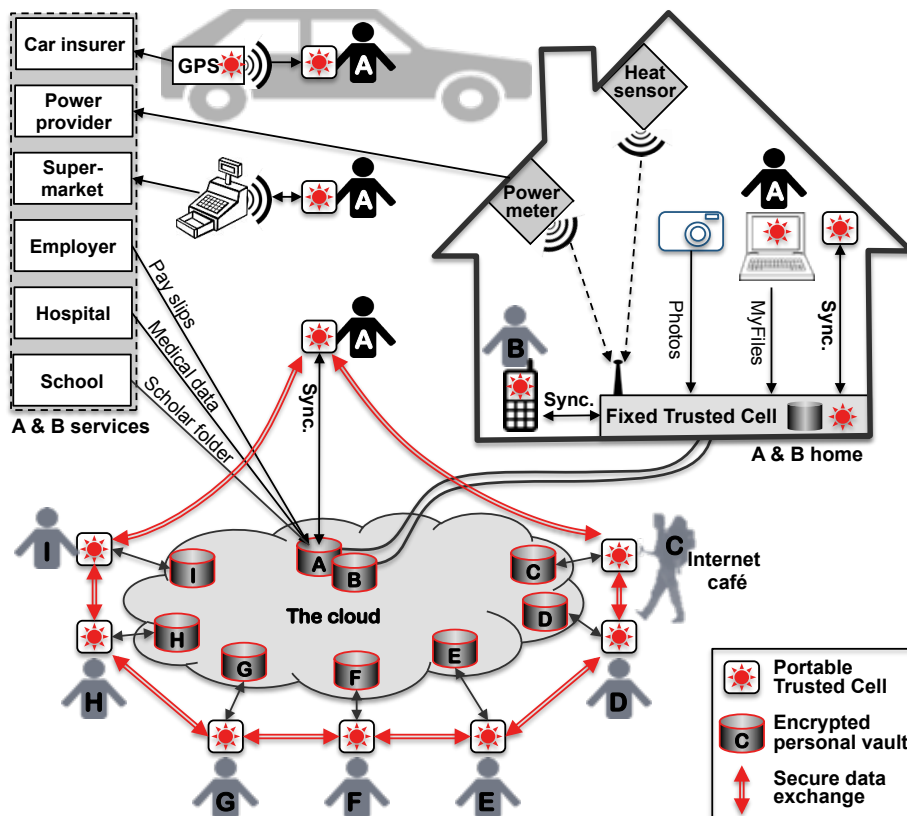 Car insurer
Power
provider
Super-
market
Employer
Hospital
School
A & B services
GPS
A
A
Pay slips
Medical data
Scholar folder
A
Sync.
Heat
sensor
Power
meter
A
Photos
MyFiles
Sync.
B
Sync.
Fixed Trusted Cell
A & B home
I
H
G
F
E
D
C
Internet
café
The cloud
A
B
C
D
E
F
G
H
I
Portable
Trusted Cell
C
Encrypted
personal vault
Secure data
exchange